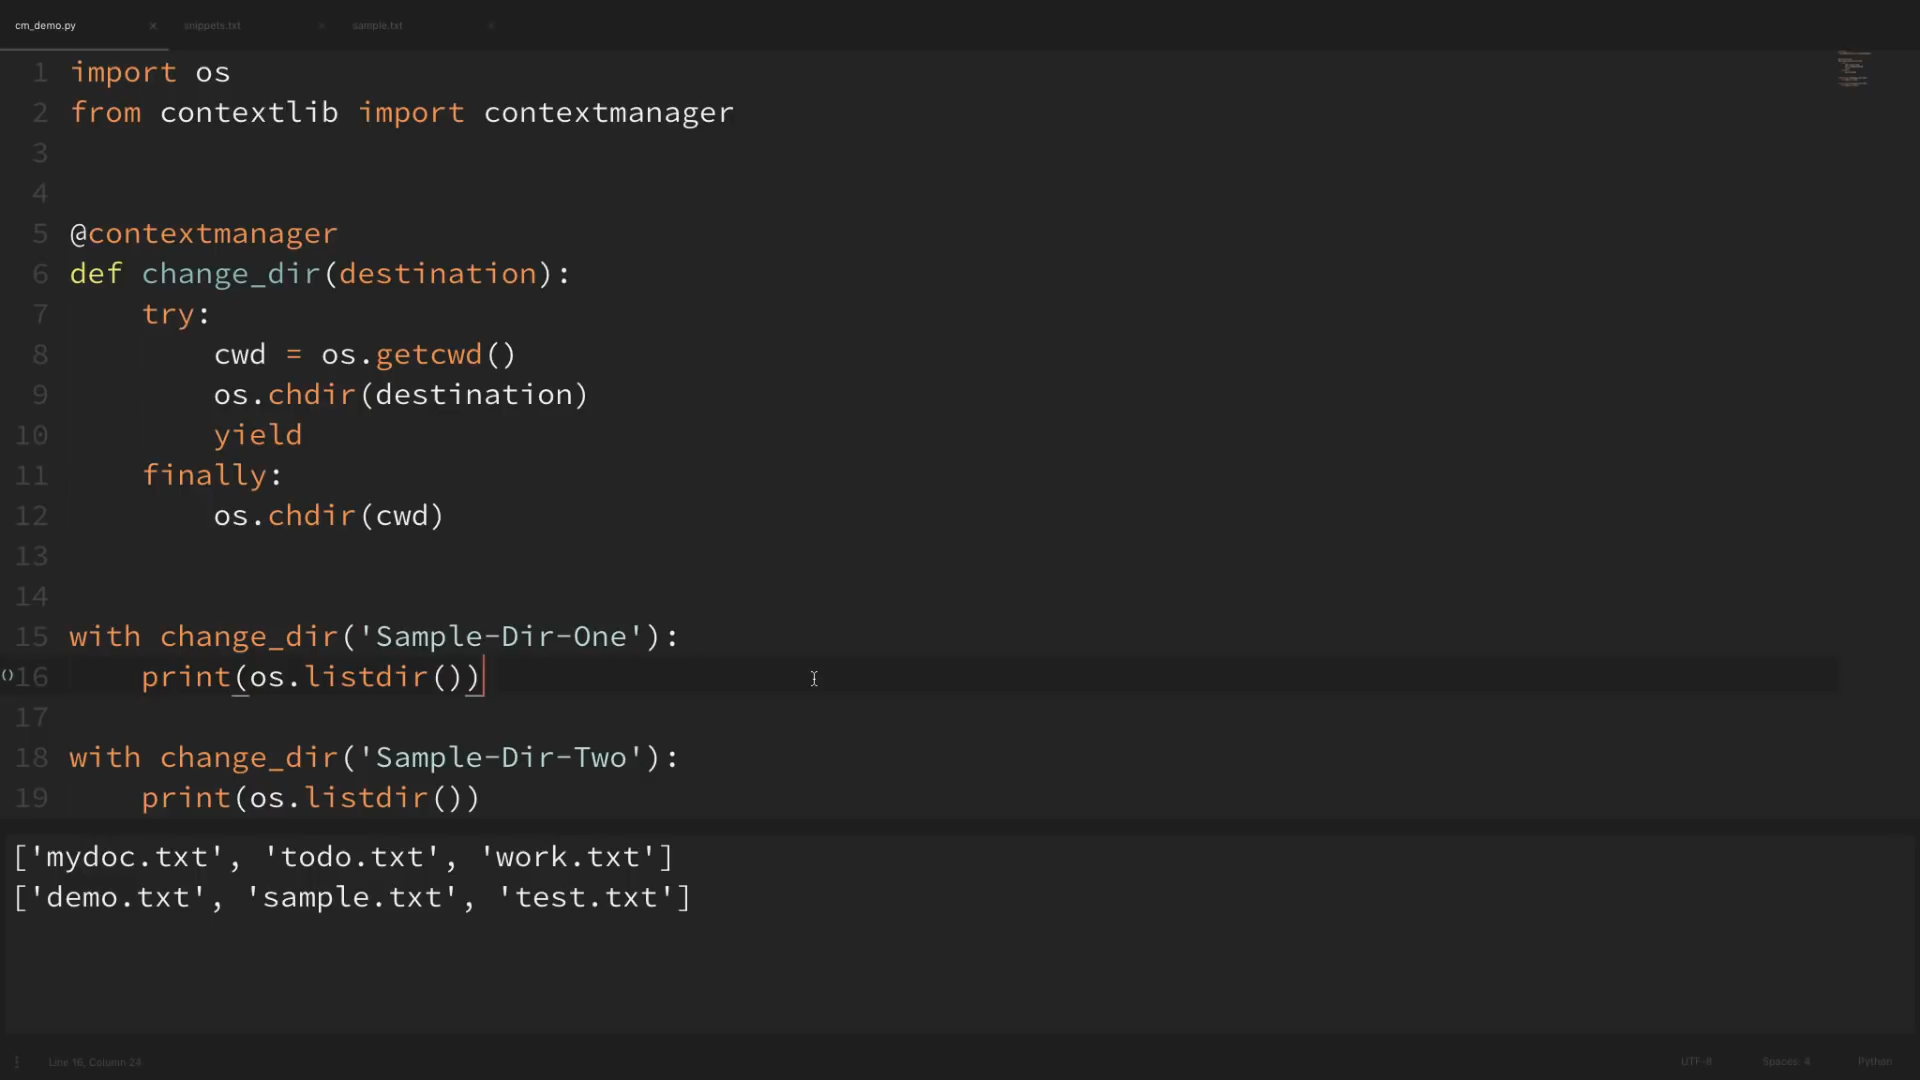 cm_demo.py × snippets.txt × sample.txt ×
1 import os
2 from contextlib import contextmanager
3
4
5 @contextmanager
6 def change_dir(destination):
7     try:
8         cwd = os.getcwd()
9         os.chdir(destination)
10         yield
11     finally:
12         os.chdir(cwd)
13
14
15 with change_dir('Sample-Dir-One'):
()16     print(os.listdir())
17
18 with change_dir('Sample-Dir-Two'):
19     print(os.listdir())
['mydoc.txt', 'todo.txt', 'work.txt']
['demo.txt', 'sample.txt', 'test.txt']
Line 16, Column 24 UTF-8 Spaces: 4 Python